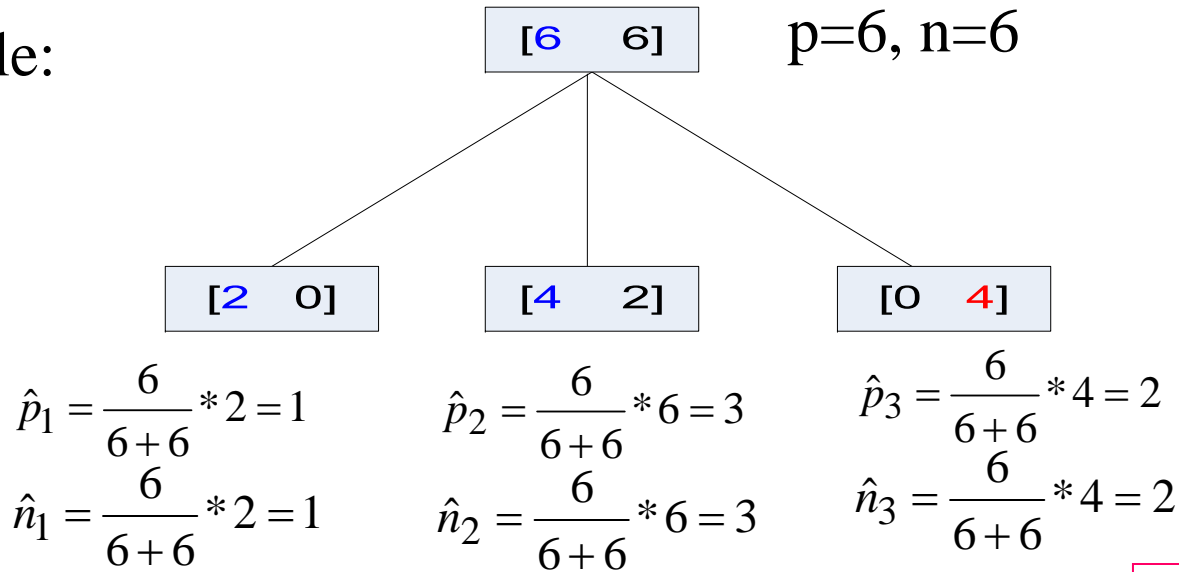 le:
[6 6]
p=6, n=6
[2 0]
[4 2]
[0 4]
p̂₁ = 6/(6+6) * 2 = 1
n̂₁ = 6/(6+6) * 2 = 1
p̂₂ = 6/(6+6) * 6 = 3
n̂₂ = 6/(6+6) * 6 = 3
p̂₃ = 6/(6+6) * 4 = 2
n̂₃ = 6/(6+6) * 4 = 2